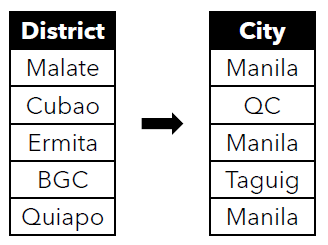 District City
Malate Manila
Cubao QC
Ermita Manila
BGC Taguig
Quiapo Manila